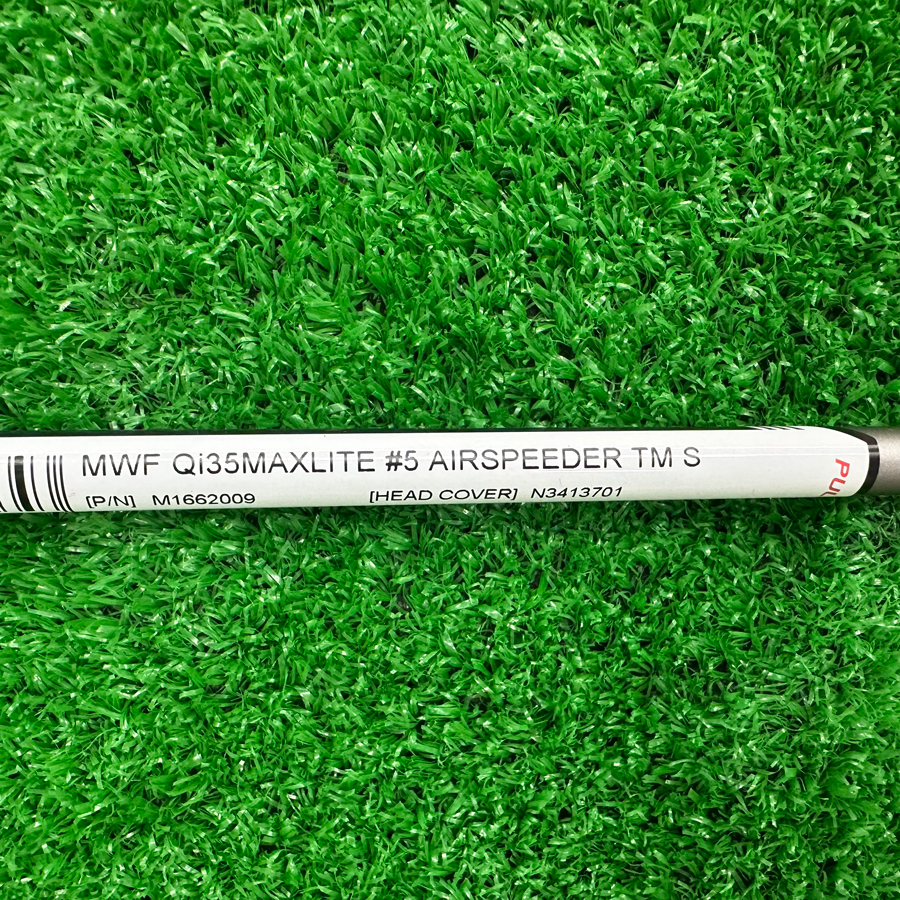 MWF Qi35MAXLITE #5 AIRSPEEDER TM S
[P/N] M1662009 [HEAD COVER] N3413701